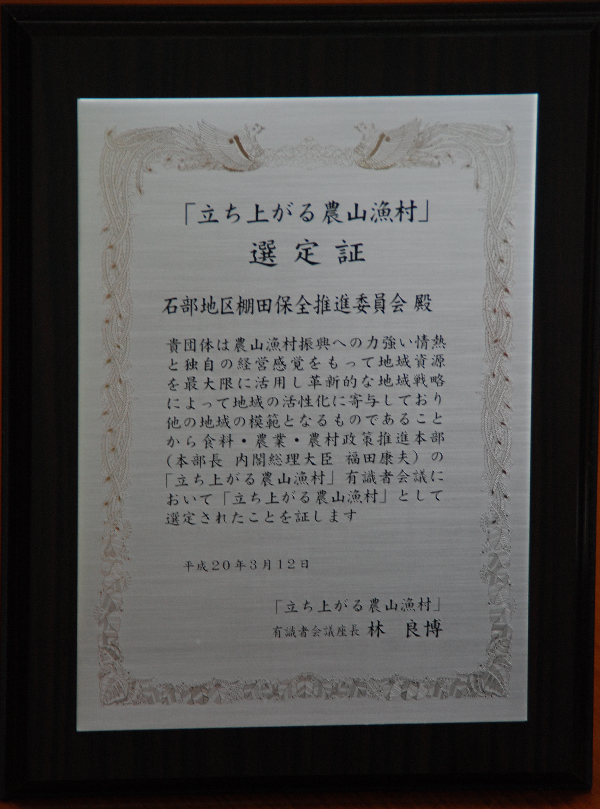 「立ち上がる農山漁村」
選定証
石部地区棚田保全推進委員会 殿
貴団体は農山漁村振興への力強い情熱
と独自の経営感覚をもって地域資源
を最大限に活用し革新的な地域戦略
によって地域の活性化に寄与しており
他の地域の模範となるものであること
から食料・農業・農村政策推進本部
(本部長 内閣総理大臣 福田康夫)の
「立ち上がる農山漁村」有識者会議に
おいて「立ち上がる農山漁村」として
選定されたことを証します
平成20年3月12日
「立ち上がる農山漁村」
有識者会議座長 林 良博